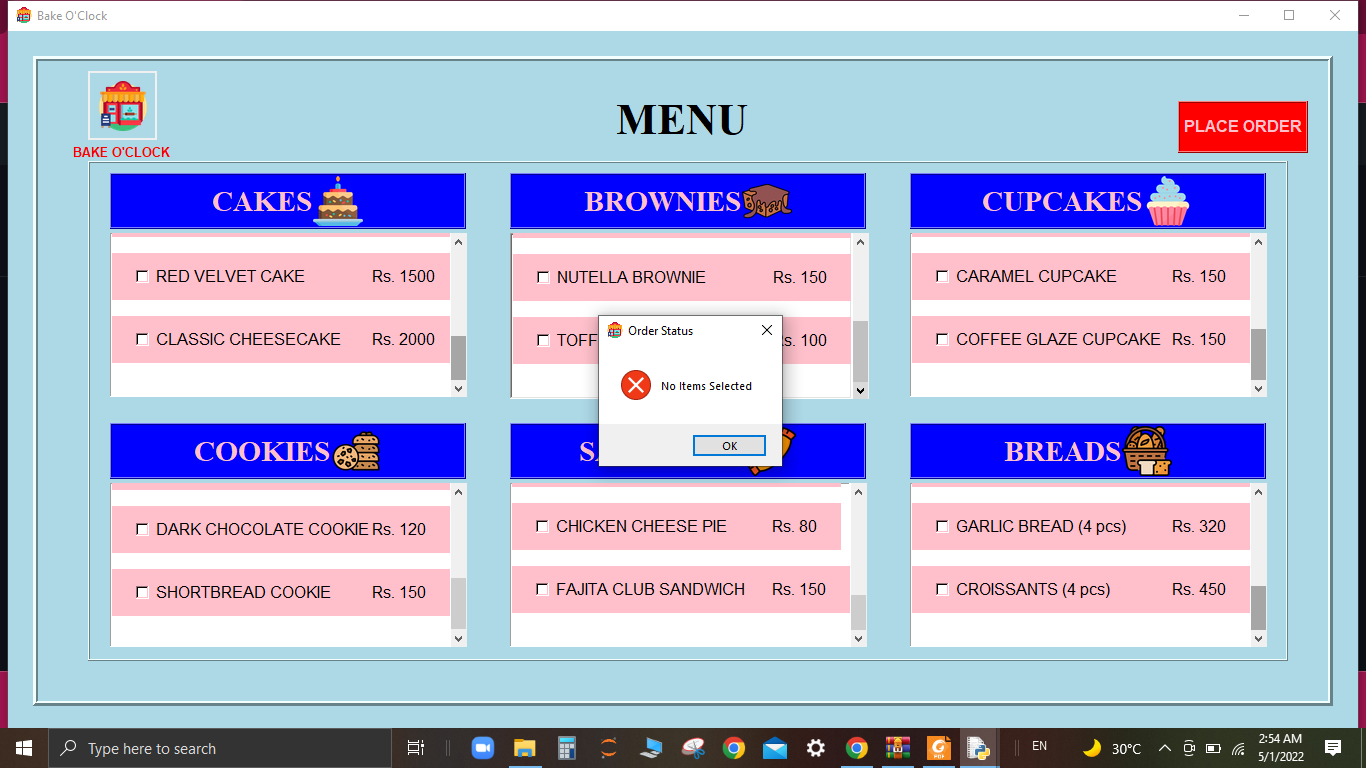 Bake O'Clock
MENU
PLACE ORDER
BAKE O'CLOCK
CAKES
RED VELVET CAKE Rs. 1500
CLASSIC CHEESECAKE Rs. 2000
BROWNIES
NUTELLA BROWNIE Rs. 150
Rs. 100
CUPCAKES
CARAMEL CUPCAKE Rs. 150
COFFEE GLAZE CUPCAKE Rs. 150
Order Status
No Items Selected
OK
COOKIES
DARK CHOCOLATE COOKIE Rs. 120
SHORTBREAD COOKIE Rs. 150
CHICKEN CHEESE PIE Rs. 80
FAJITA CLUB SANDWICH Rs. 150
BREADS
GARLIC BREAD (4 pcs) Rs. 320
CROISSANTS (4 pcs) Rs. 450
Type here to search
EN
30°C
2:54 AM
5/1/2022